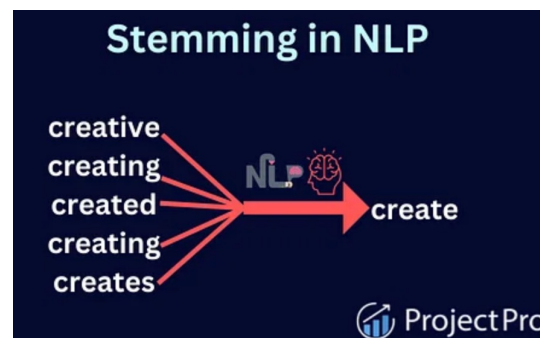 Stemming in NLP
creative
creating
created
creating
creates
NLP
create
ProjectPro